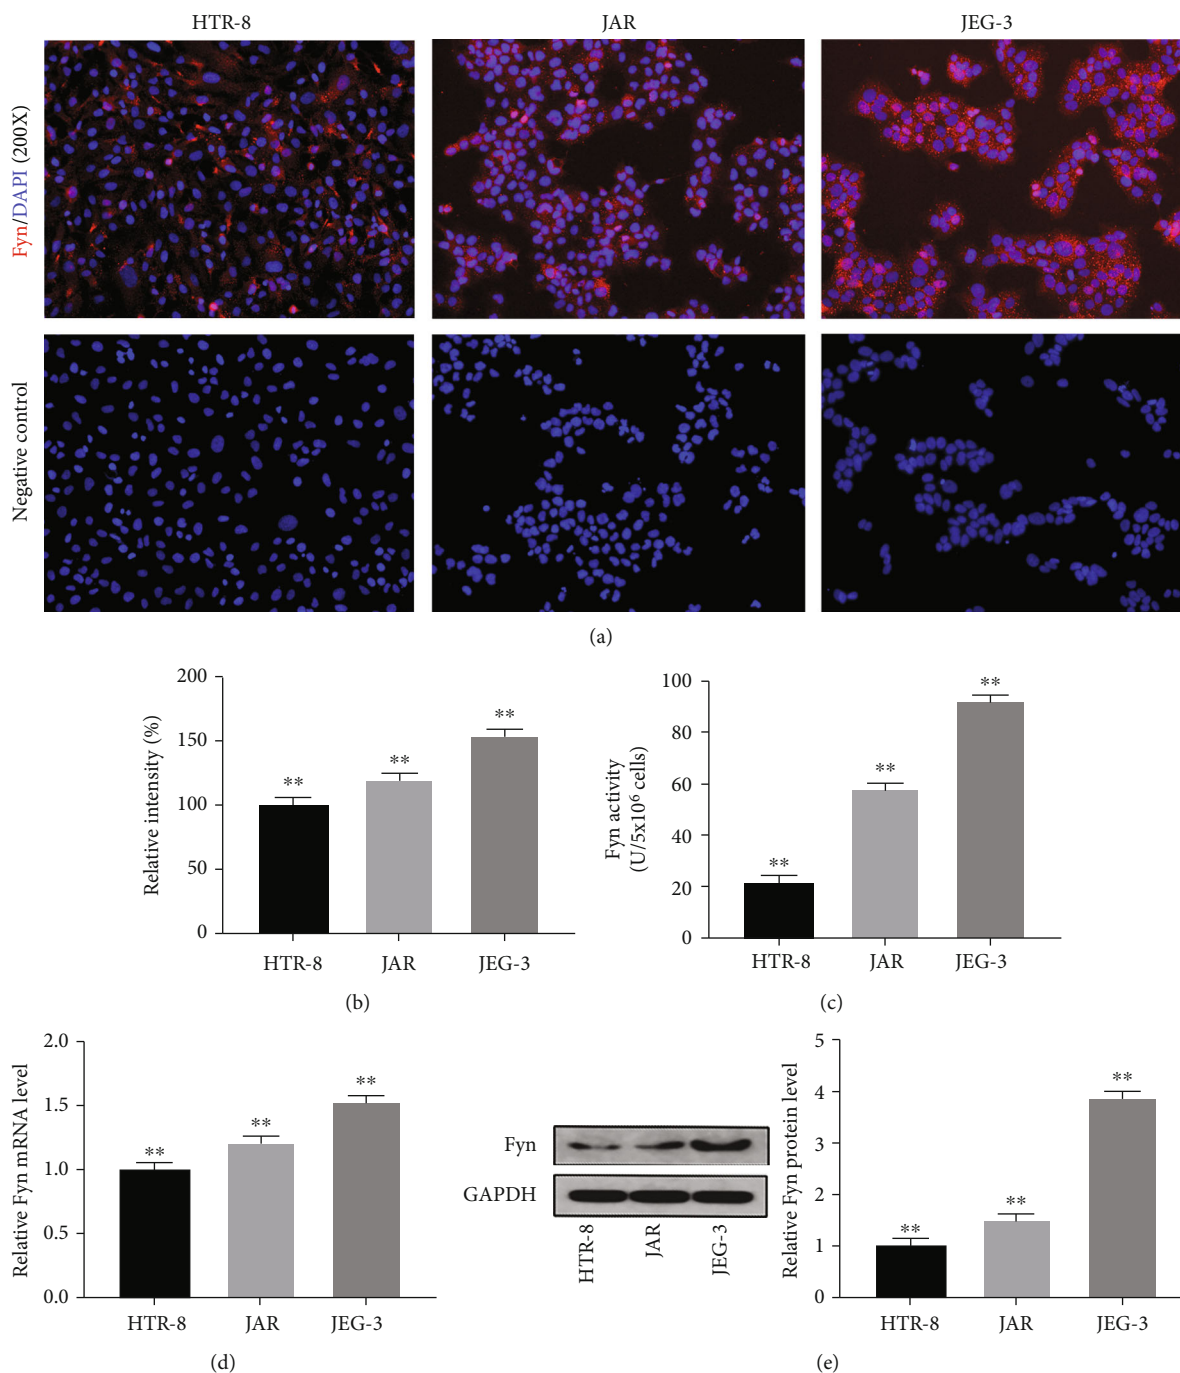 HTR-8
JAR
JEG-3
Fyn/DAPI (200X)
Negative control
(a)
Relative intensity (%)
200
150
100
50
0
**
**
**
HTR-8
JAR
JEG-3
(b)
Fyn activity
(U/5x10⁶ cells)
100
80
60
40
20
0
**
**
**
HTR-8
JAR
JEG-3
(c)
Relative Fyn mRNA level
2.0
1.5
1.0
0.5
0.0
**
**
**
HTR-8
JAR
JEG-3
(d)
Fyn
GAPDH
HTR-8
JAR
JEG-3
Relative Fyn protein level
5
4
3
2
1
0
**
**
**
HTR-8
JAR
JEG-3
(e)